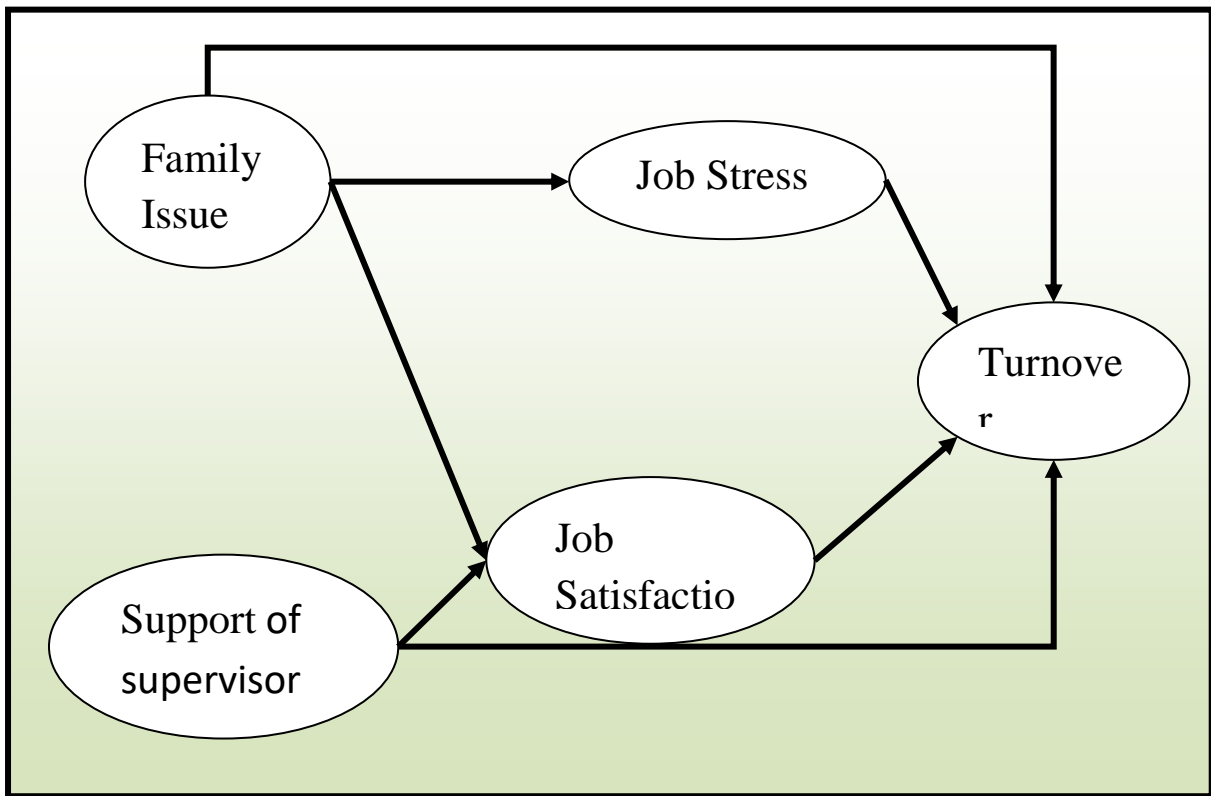 Family
Issue
Job Stress
Turnove
r
Job
Satisfactio
Support of
supervisor